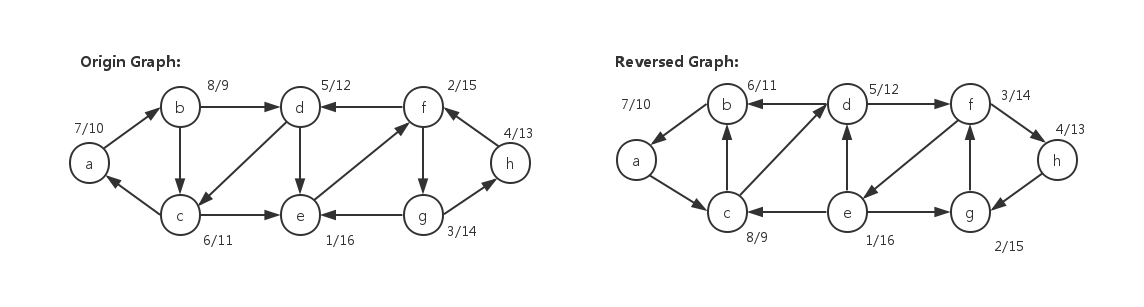 Origin Graph:
8/9 5/12 2/15
b d f
7/10 4/13
a h
c e g
6/11 1/16 3/14
Reversed Graph:
6/11 5/12 3/14
7/10 b d f 4/13
a h
c e g
8/9 1/16 2/15